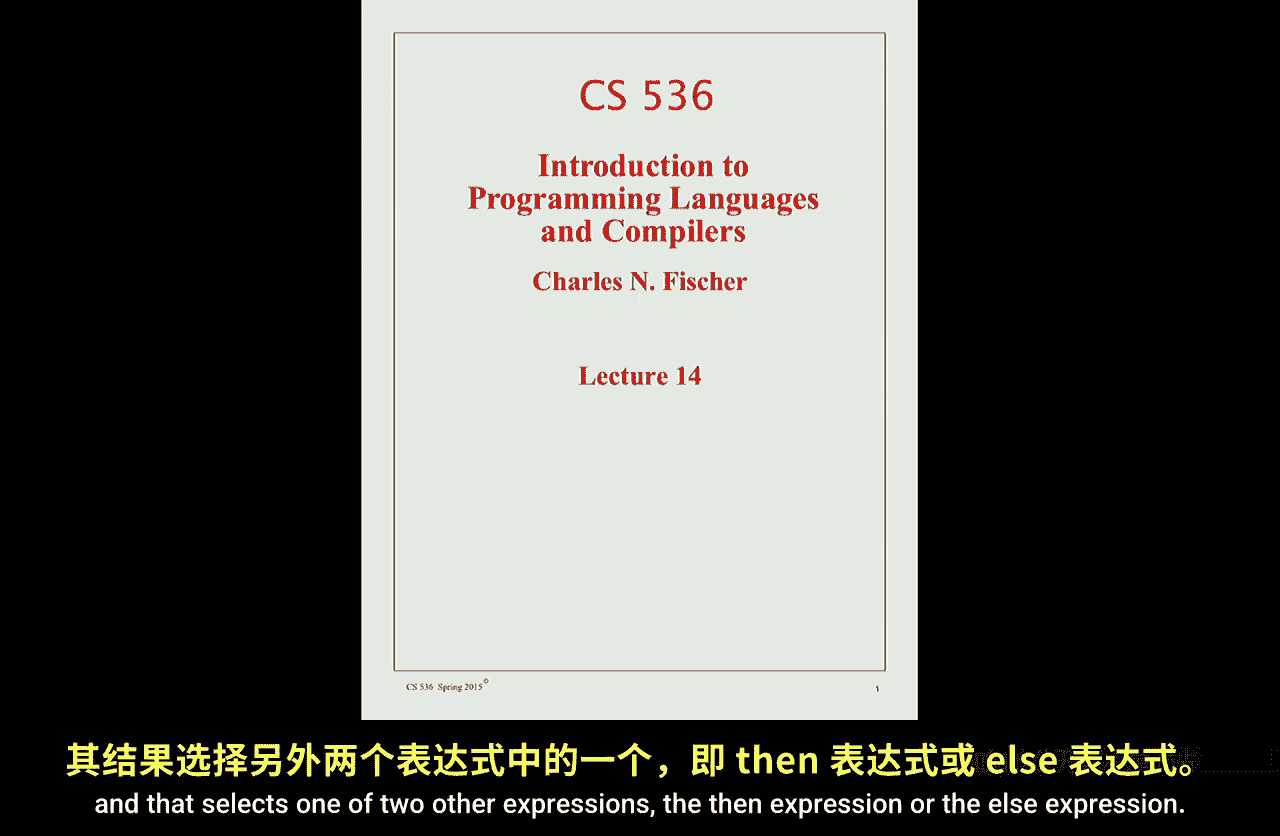 CS 536
Introduction to
Programming Languages
and Compilers
Charles N. Fischer
Lecture 14
CS 536 Spring 2015©
1
其结果选择另外两个表达式中的一个，即 then 表达式或 else 表达式。
and that selects one of two other expressions, the then expression or the else expression.